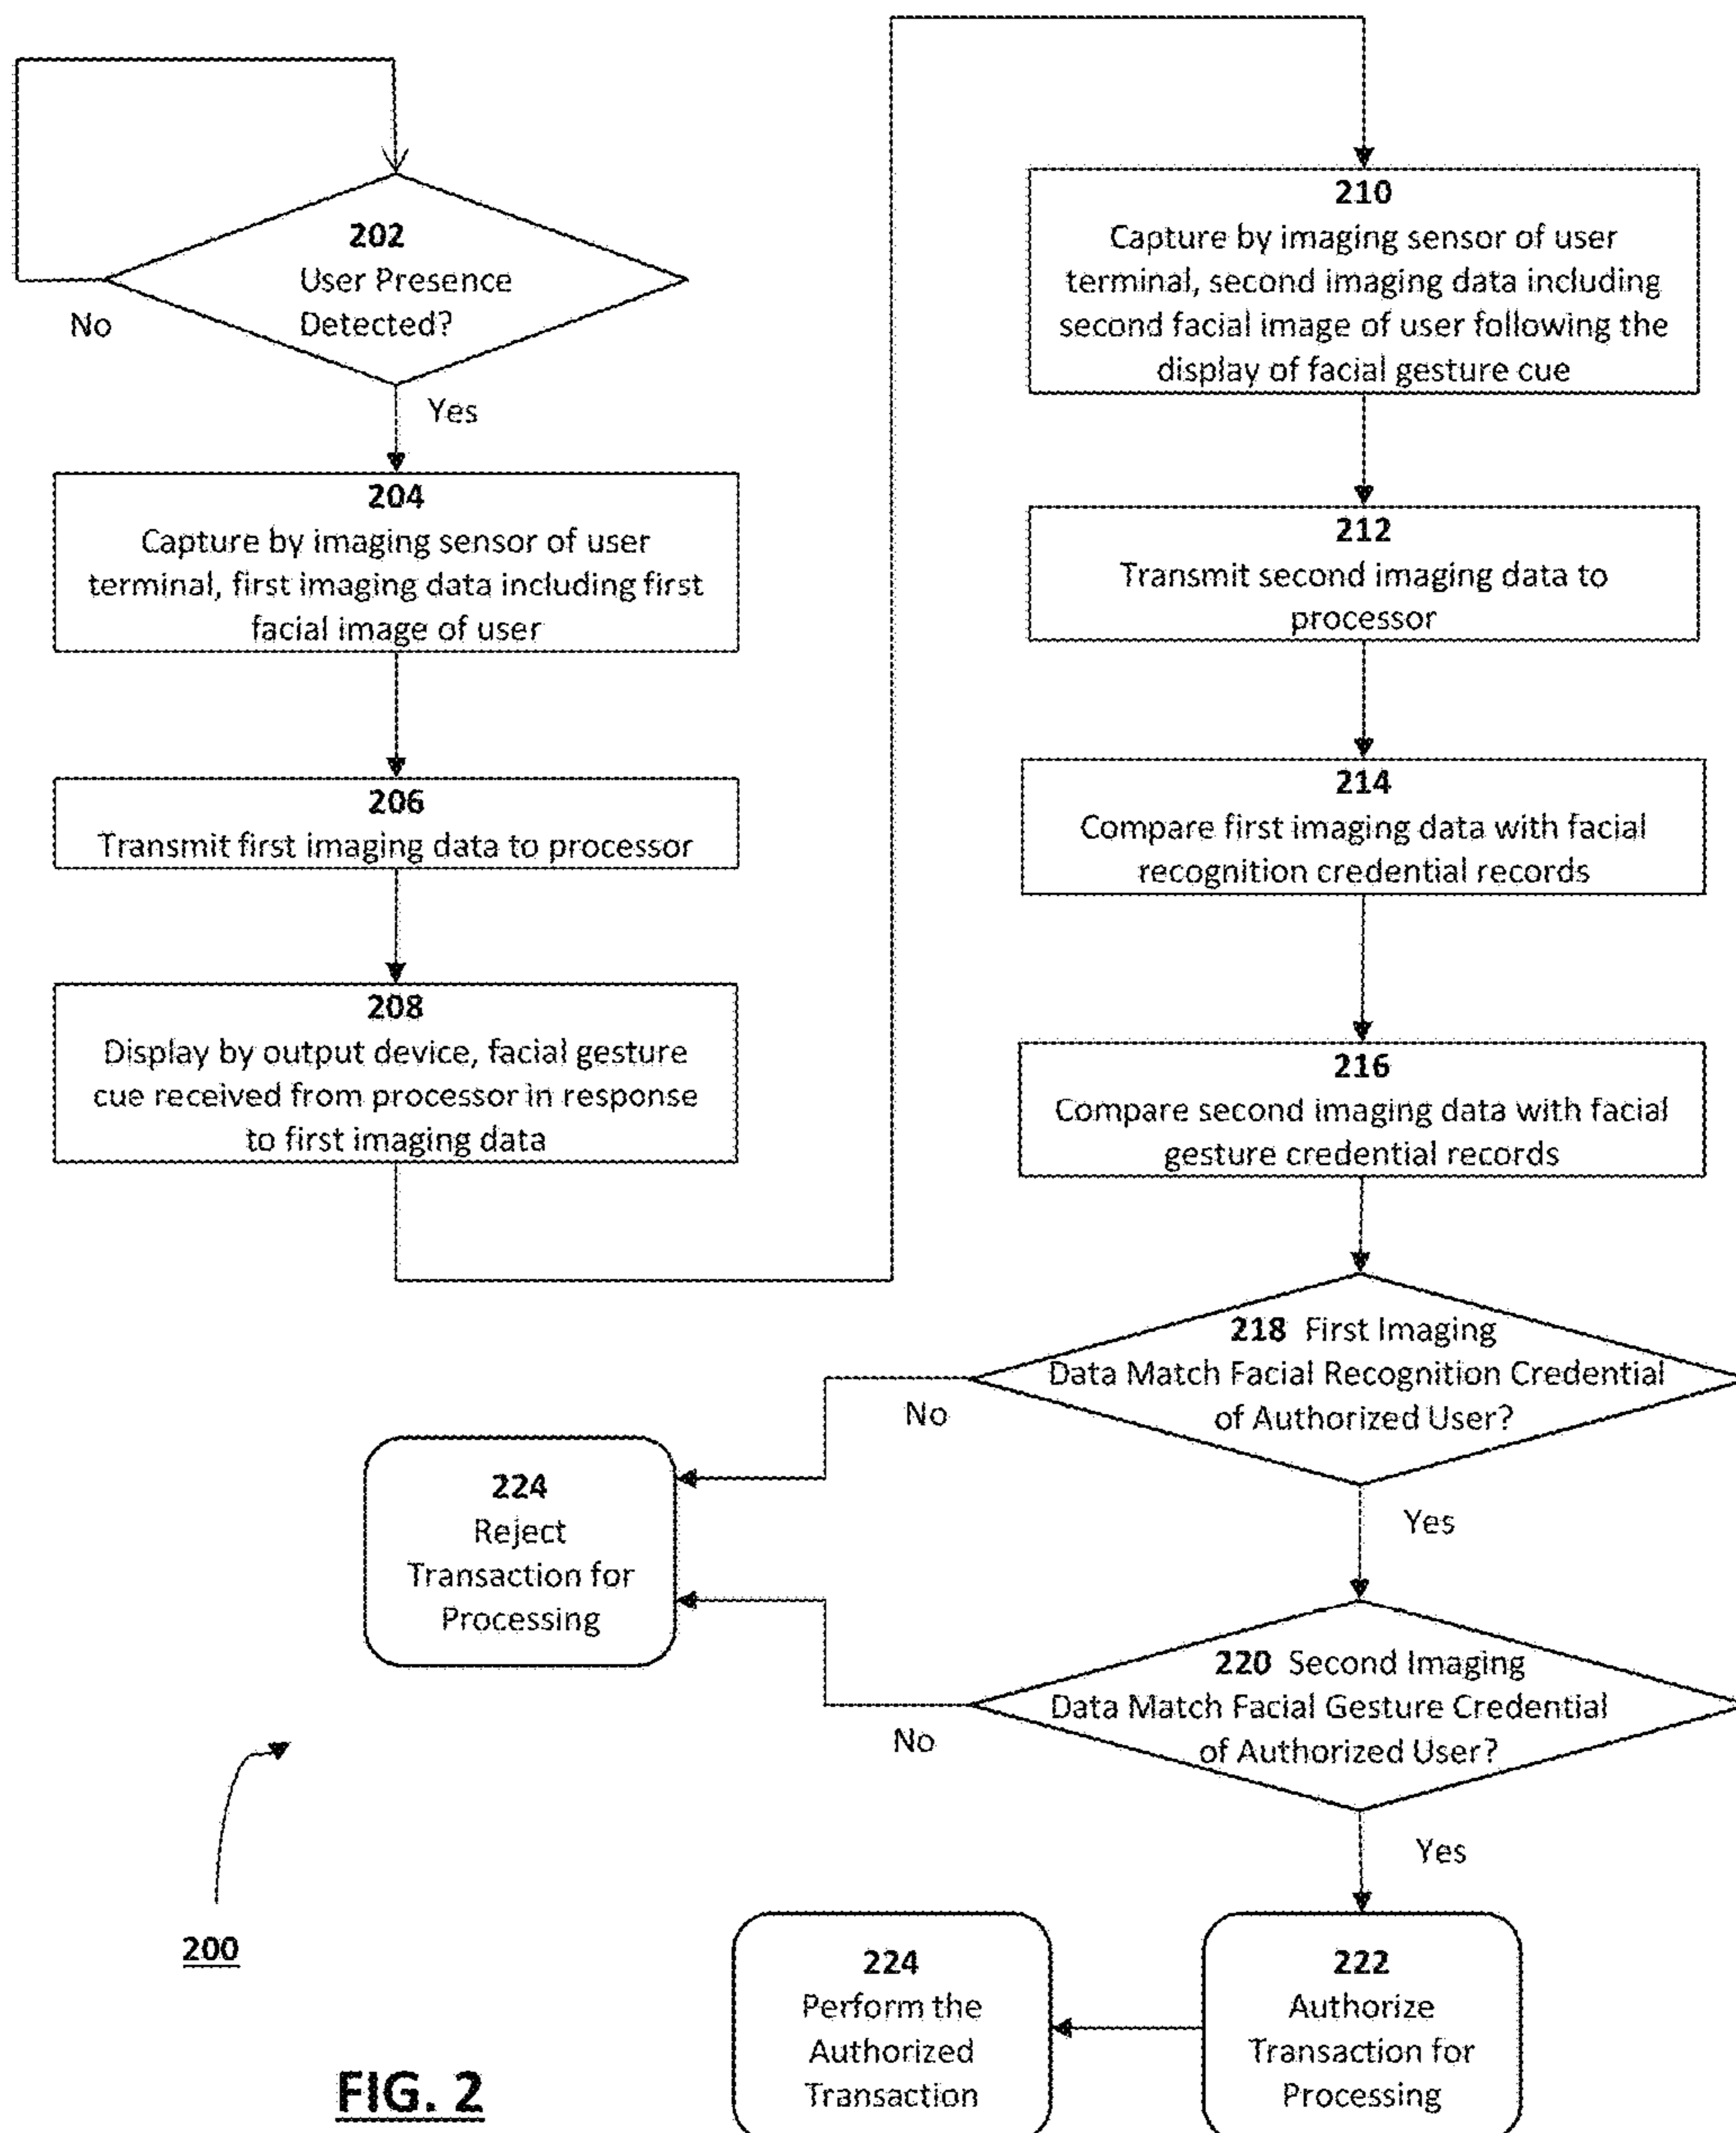 202
User Presence
Detected?
No
Yes
204
Capture by imaging sensor of user
terminal, first imaging data including first
facial image of user
206
Transmit first imaging data to processor
208
Display by output device, facial gesture
cue received from processor in response
to first imaging data
210
Capture by imaging sensor of user
terminal, second imaging data including
second facial image of user following the
display of facial gesture cue
212
Transmit second imaging data to
processor
214
Compare first imaging data with facial
recognition credential records
216
Compare second imaging data with facial
gesture credential records
218 First Imaging
Data Match Facial Recognition Credential
of Authorized User?
No
Yes
224
Reject
Transaction for
Processing
220 Second Imaging
Data Match Facial Gesture Credential
of Authorized User?
No
Yes
222
Authorize
Transaction for
Processing
224
Perform the
Authorized
Transaction
200
FIG. 2